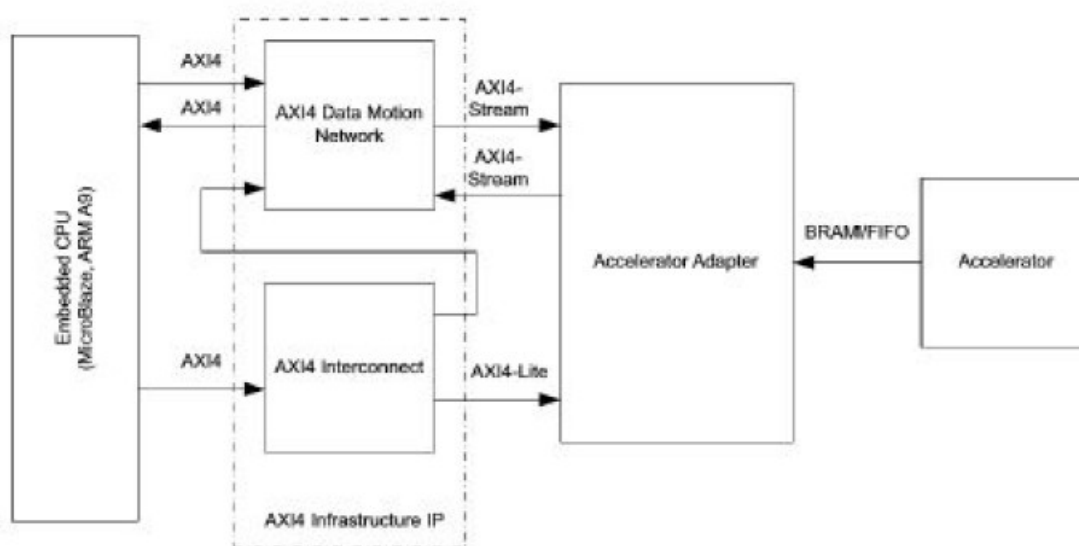 Embedded CPU
(MicroBlaze, ARM A9)
AXI4
AXI4
AXI4 Data Motion
Network
AXI4-
Stream
AXI4-
Stream
Accelerator Adapter
BRAM/FIFO
Accelerator
AXI4
AXI4 Interconnect
AXI4-Lite
AXI4 Infrastructure IP